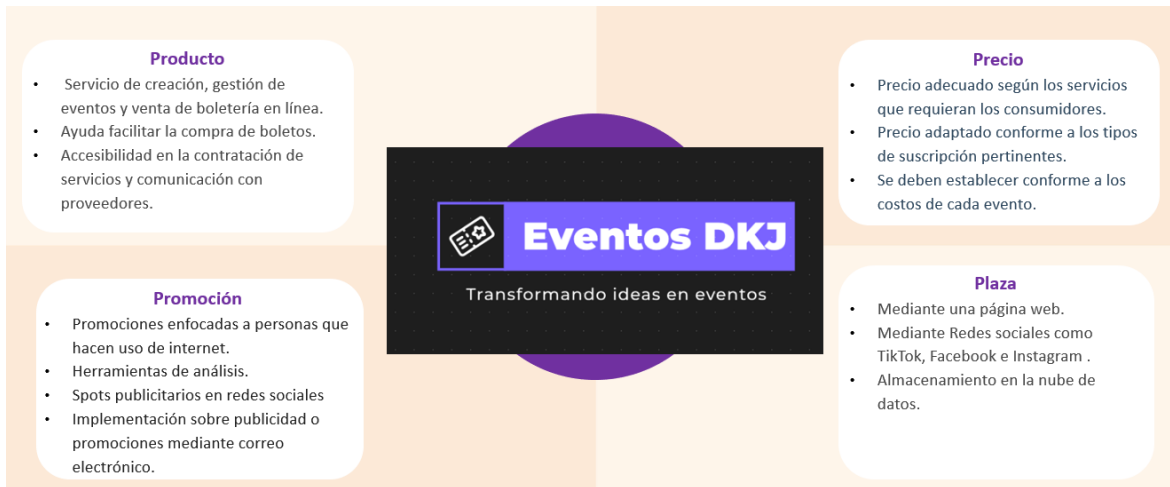 Producto
• Servicio de creación, gestión de
eventos y venta de boletería en línea.
• Ayuda facilitar la compra de boletos.
• Accesibilidad en la contratación de
servicios y comunicación con
proveedores.
Precio
• Precio adecuado según los servicios
que requieran los consumidores.
• Precio adaptado conforme a los tipos
de suscripción pertinentes.
• Se deben establecer conforme a los
costos de cada evento.
Eventos DKJ
Transformando ideas en eventos
Promoción
• Promociones enfocadas a personas que
hacen uso de internet.
• Herramientas de análisis.
• Spots publicitarios en redes sociales
• Implementación sobre publicidad o
promociones mediante correo
electrónico.
Plaza
• Mediante una página web.
• Mediante Redes sociales como
TikTok, Facebook e Instagram .
• Almacenamiento en la nube de
datos.